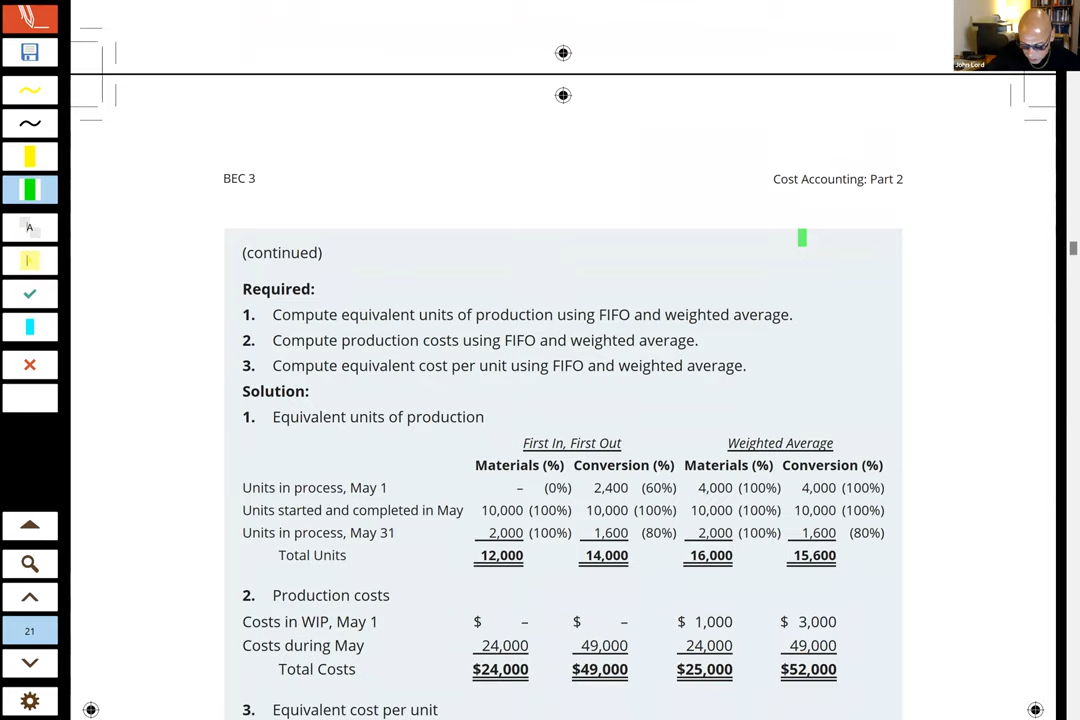 John Lord
BEC 3 Cost Accounting: Part 2
(continued)
Required:
1. Compute equivalent units of production using FIFO and weighted average.
2. Compute production costs using FIFO and weighted average.
3. Compute equivalent cost per unit using FIFO and weighted average.
Solution:
1. Equivalent units of production
First In, First Out Weighted Average
Materials (%) Conversion (%) Materials (%) Conversion (%)
Units in process, May 1 – (0%) 2,400 (60%) 4,000 (100%) 4,000 (100%)
Units started and completed in May 10,000 (100%) 10,000 (100%) 10,000 (100%) 10,000 (100%)
Units in process, May 31 2,000 (100%) 1,600 (80%) 2,000 (100%) 1,600 (80%)
Total Units 12,000 14,000 16,000 15,600
2. Production costs
Costs in WIP, May 1 $ – $ – $ 1,000 $ 3,000
Costs during May 24,000 49,000 24,000 49,000
Total Costs $24,000 $49,000 $25,000 $52,000
3. Equivalent cost per unit
A
21